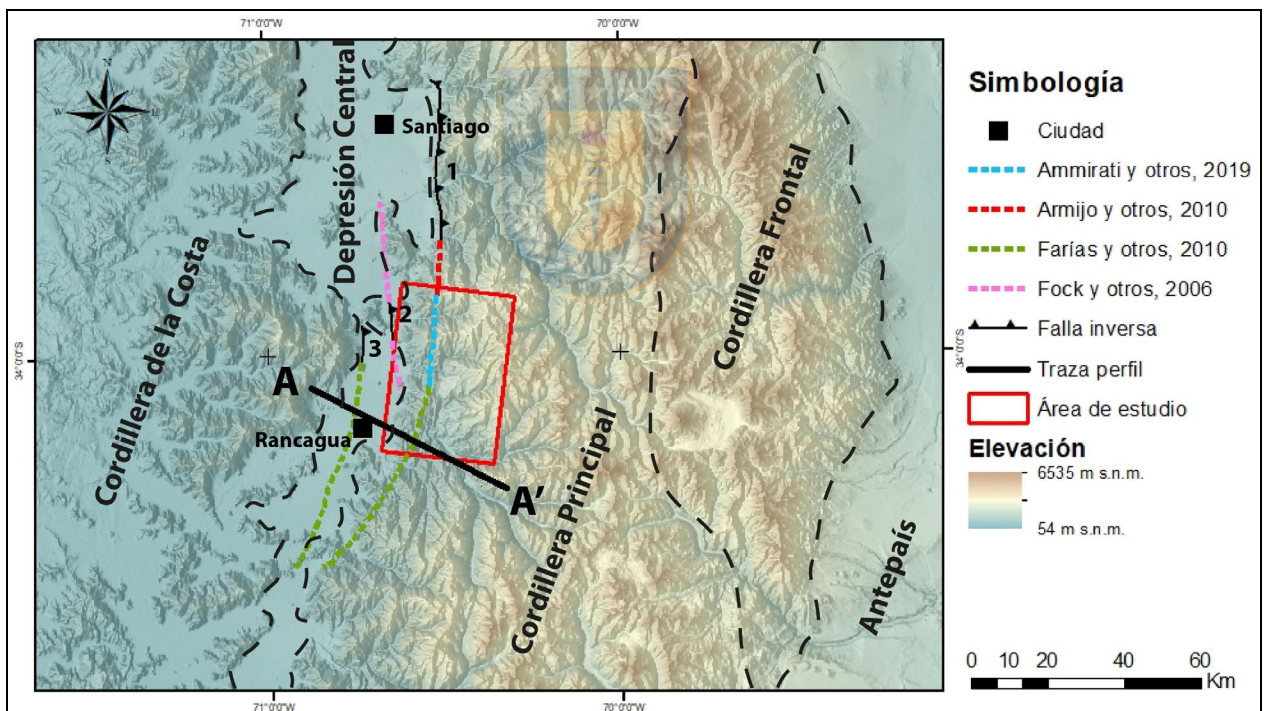 71°0'0"W
70°0'0"W
N
W
E
S
Depresión Central
Santiago
1
Cordillera de la Costa
Cordillera Frontal
2
3
34°0'0"S
34°0'0"S
A
Rancagua
A'
Cordillera Principal
Antepaís
71°0'0"W
70°0'0"W
Simbología
Ciudad
Ammirati y otros, 2019
Armijo y otros, 2010
Farías y otros, 2010
Fock y otros, 2006
Falla inversa
Traza perfil
Área de estudio
Elevación
6535 m s.n.m.
54 m s.n.m.
0 10 20 40 60
Km